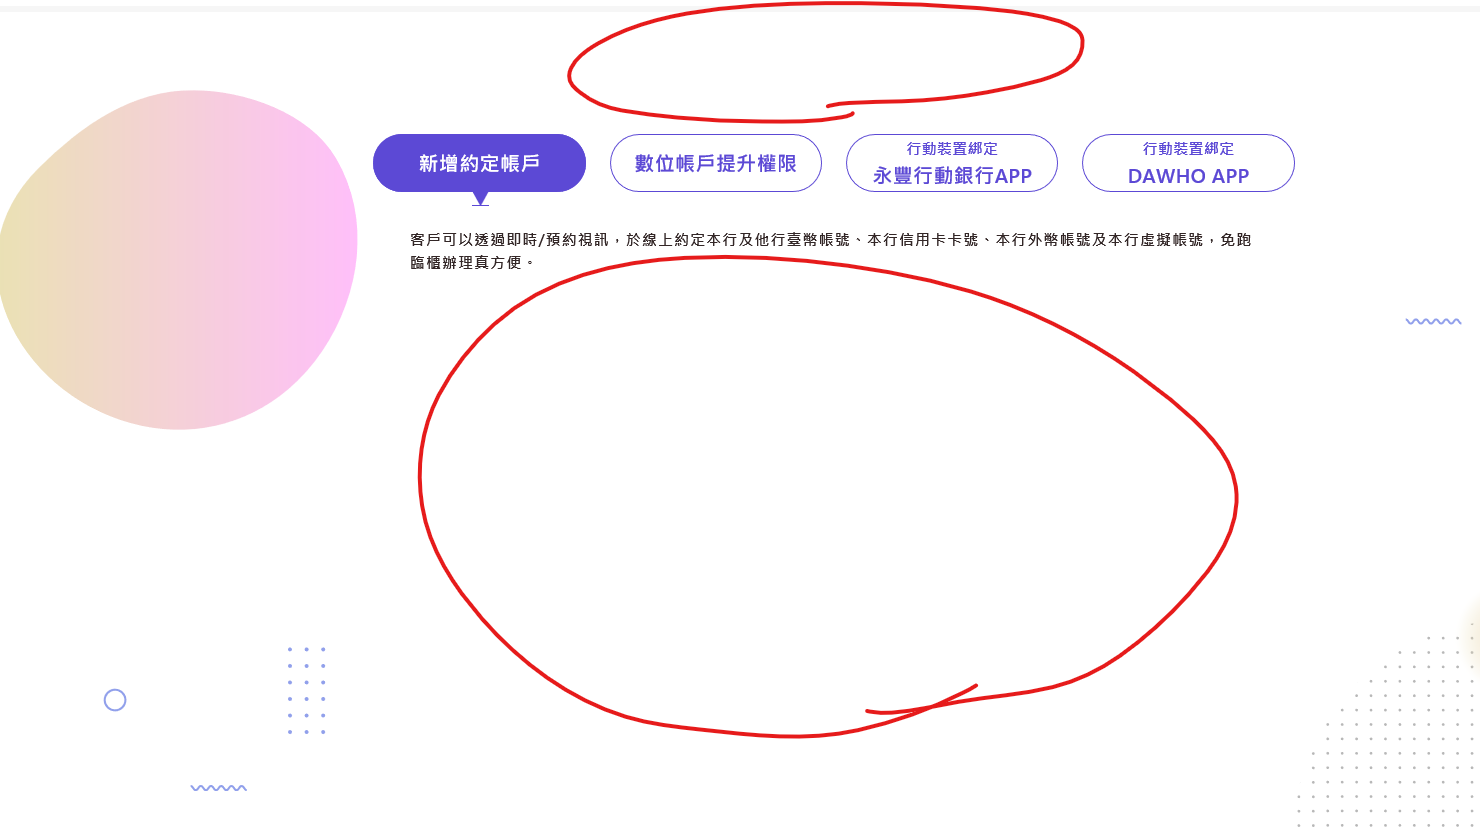 新增約定帳戶
數位帳戶提升權限
行動裝置綁定
永豐行動銀行APP
行動裝置綁定
DAWHO APP
客戶可以透過即時/預約視訊，於線上約定本行及他行臺幣帳號、本行信用卡卡號、本行外幣帳號及本行虛擬帳號，免跑
臨櫃辦理真方便。